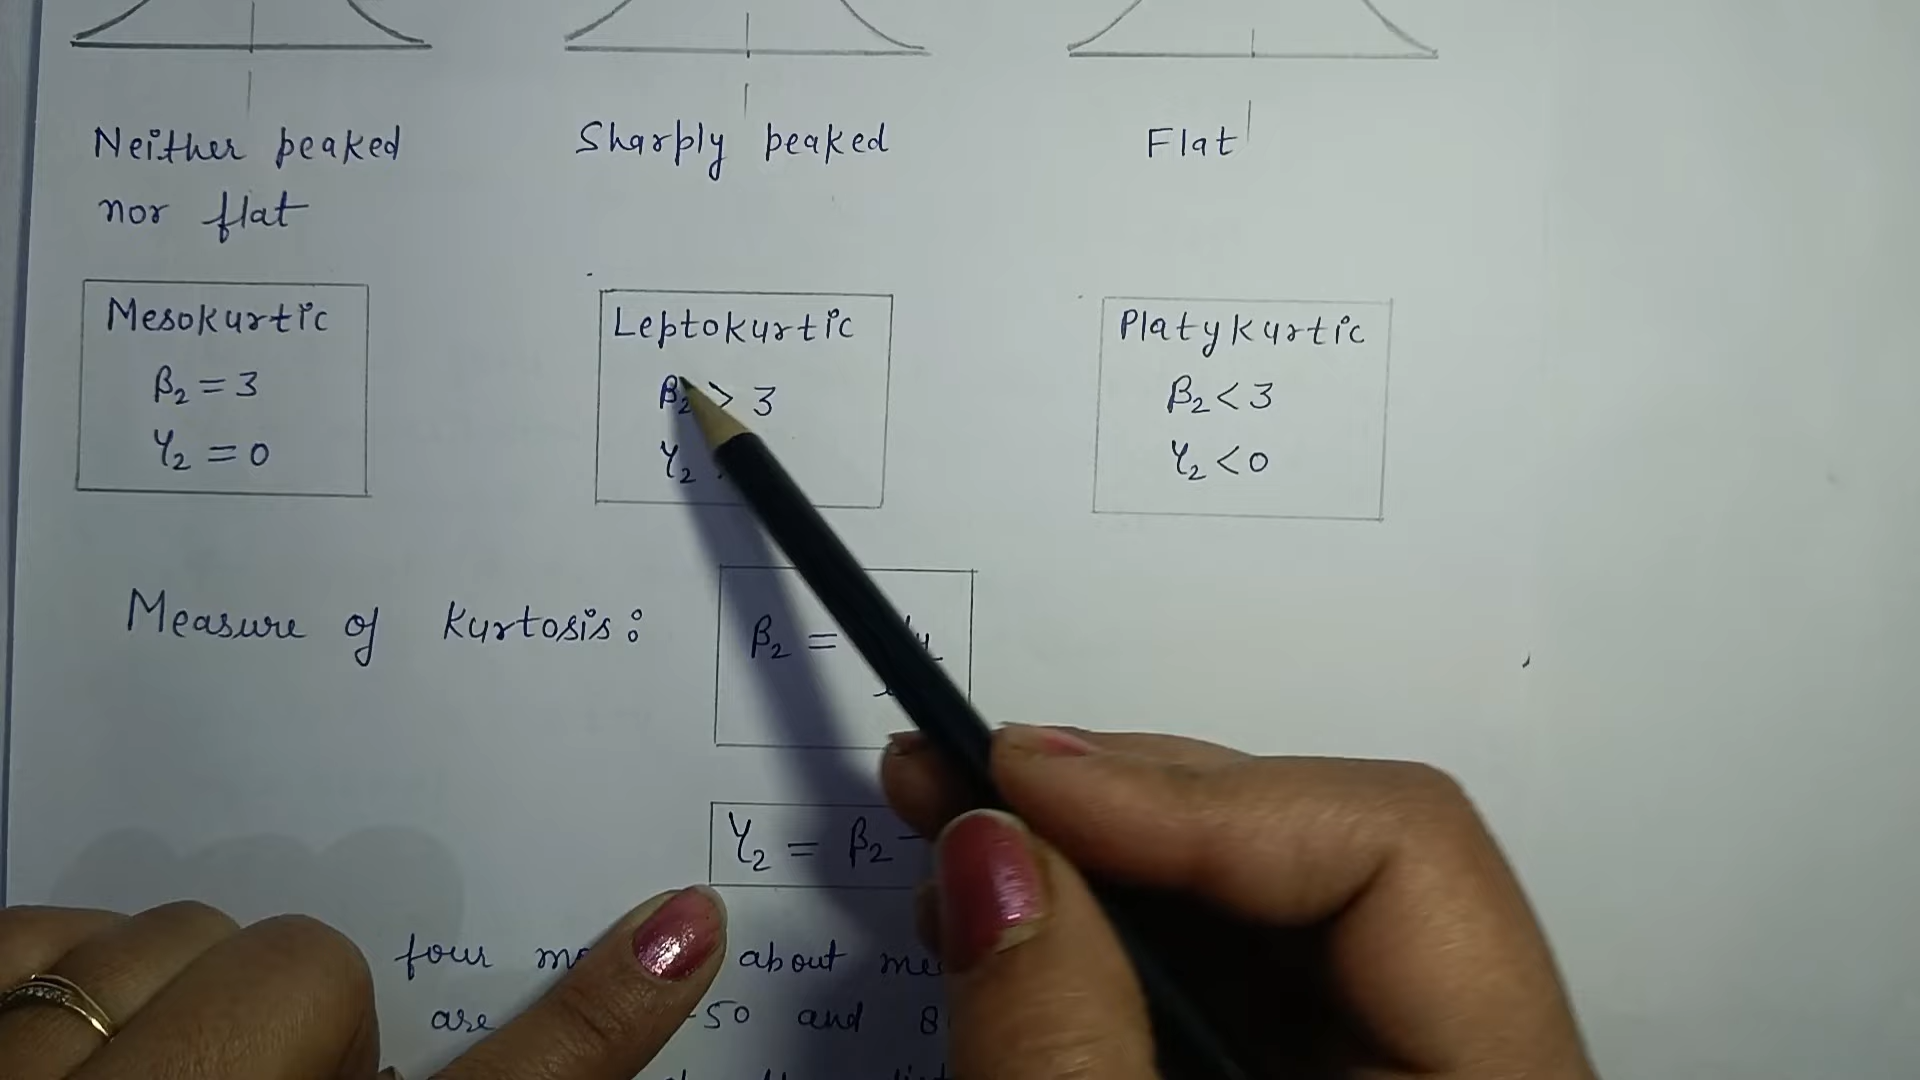 Neither peaked
nor flat
Sharply peaked
Flat
Mesokurtic
β₂ = 3
γ₂ = 0
Leptokurtic
β₂ > 3
γ₂
Platykurtic
β₂ < 3
γ₂ < 0
Measure of Kurtosis:
β₂ =
γ₂ = β₂ -
four about
are -50 and